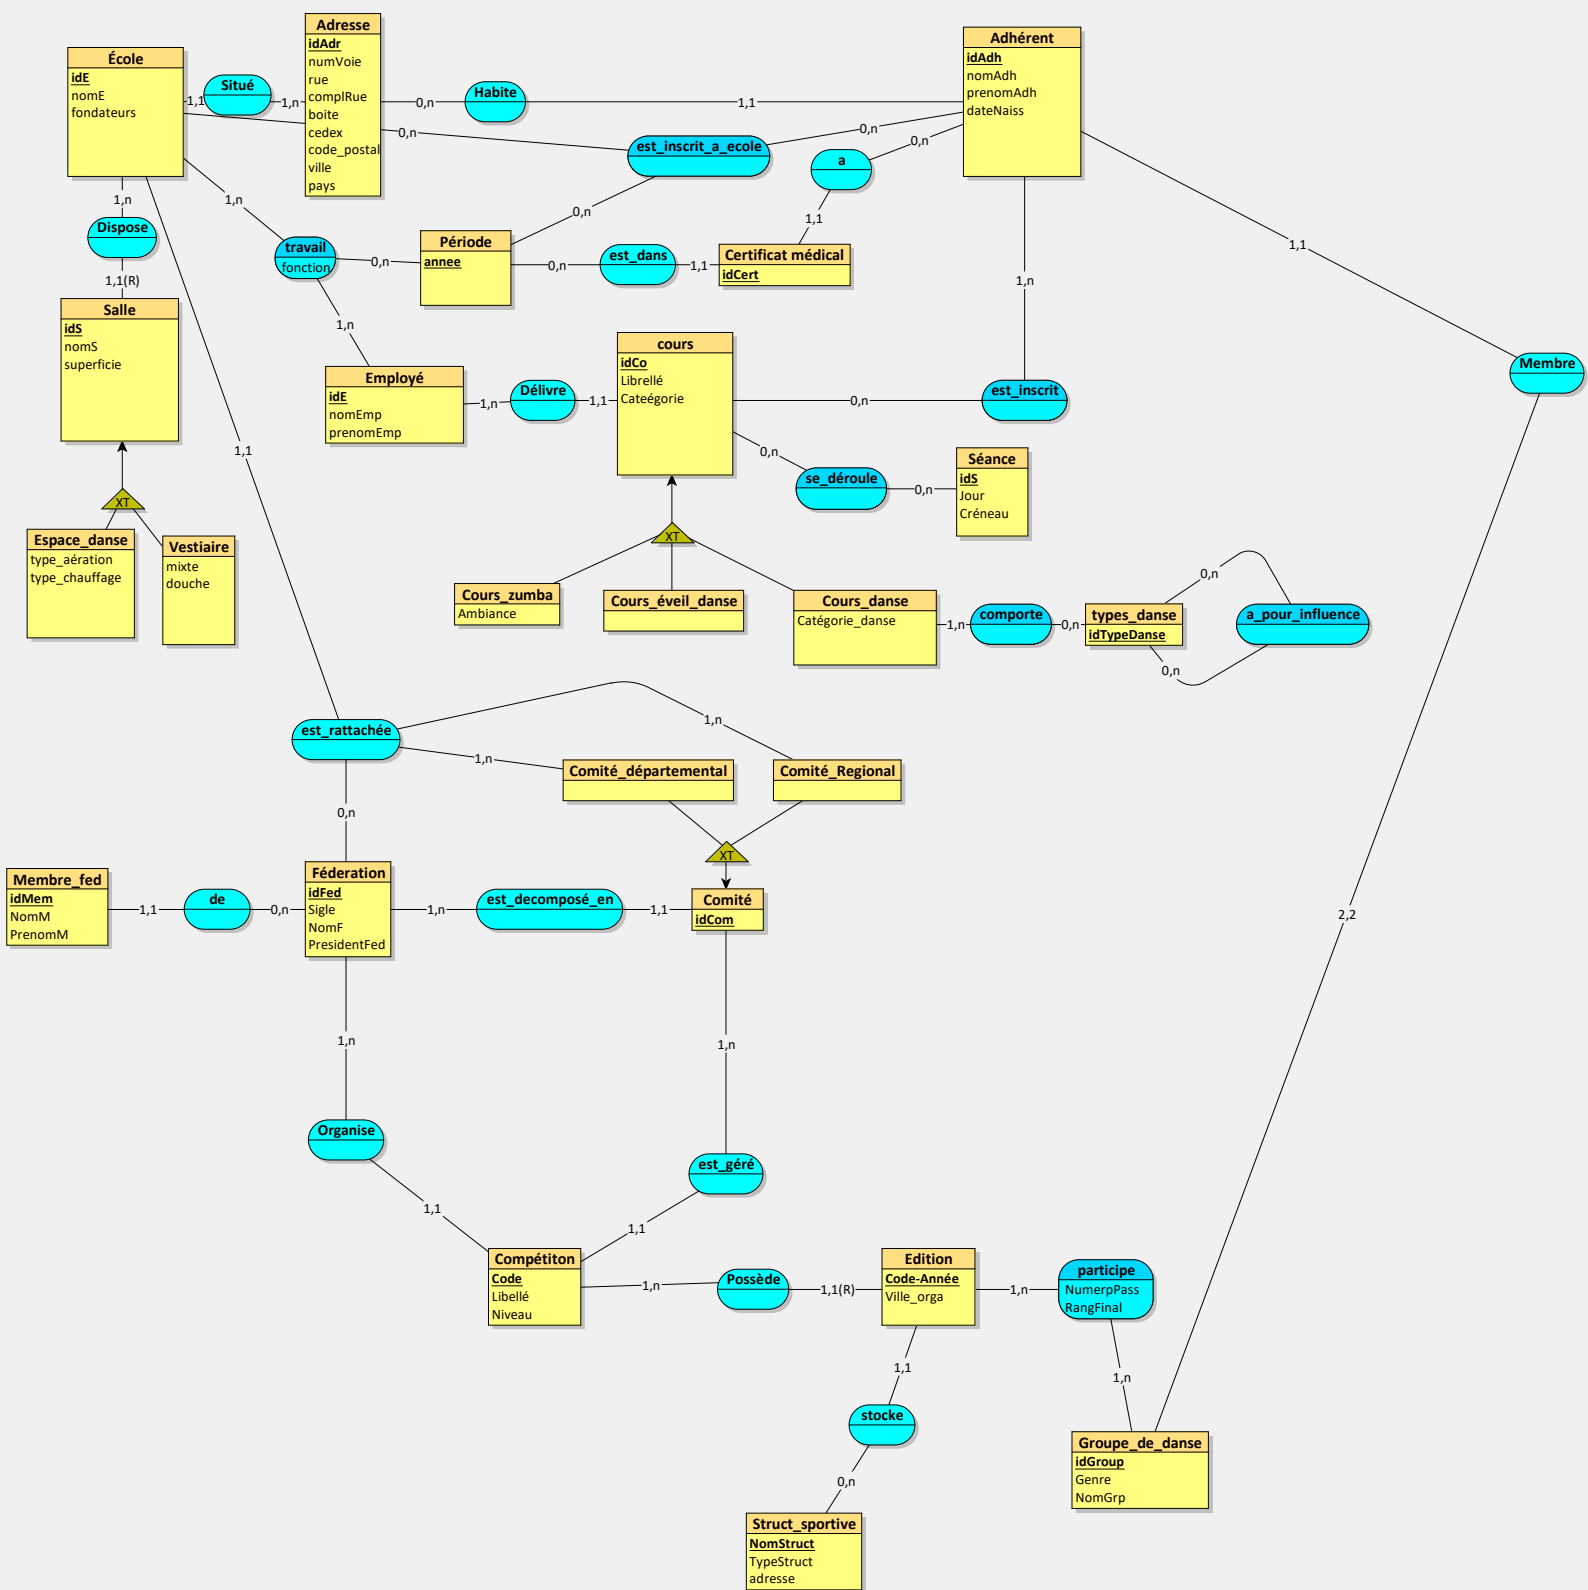 Adresse
idAdr
numVoie
rue
complRue
boite
cedex
code_postal
ville
pays
École
idE
nomE
fondateurs
1,1
Situé
1,n
0,n
Habite
1,1
Adhérent
idAdh
nomAdh
prenomAdh
dateNaiss
0,n
est_inscrit_a_ecole
0,n
0,n
a
0,n
1,1
1,n
Dispose
1,1(R)
1,n
travail
fonction
0,n
1,n
Période
annee
0,n
est_dans
1,1
Certificat médical
idCert
1,n
1,1
Salle
idS
nomS
superficie
Employé
idE
nomEmp
prenomEmp
1,n
Délivre
1,1
cours
idCo
Librellé
Cateégorie
0,n
est_inscrit
Membre
1,1
0,n
se_déroule
0,n
Séance
idS
Jour
Créneau
XT
Espace_danse
type_aération
type_chauffage
Vestiaire
mixte
douche
XT
Cours_zumba
Ambiance
Cours_éveil_danse
Cours_danse
Catégorie_danse
1,n
comporte
0,n
types_danse
idTypeDanse
0,n
a_pour_influence
0,n
est_rattachée
1,n
1,n
Comité_départemental
Comité_Regional
0,n
XT
Membre_fed
idMem
NomM
PrenomM
1,1
de
0,n
Féderation
idFed
Sigle
NomF
PresidentFed
1,n
est_decomposé_en
1,1
Comité
idCom
2,2
1,n
1,n
Organise
est_géré
1,1
1,1
Compétiton
Code
Libellé
Niveau
1,n
Possède
1,1(R)
Edition
Code-Année
Ville_orga
1,n
participe
NumerpPass
RangFinal
1,1
1,n
stocke
0,n
Groupe_de_danse
idGroup
Genre
NomGrp
Struct_sportive
NomStruct
TypeStruct
adresse